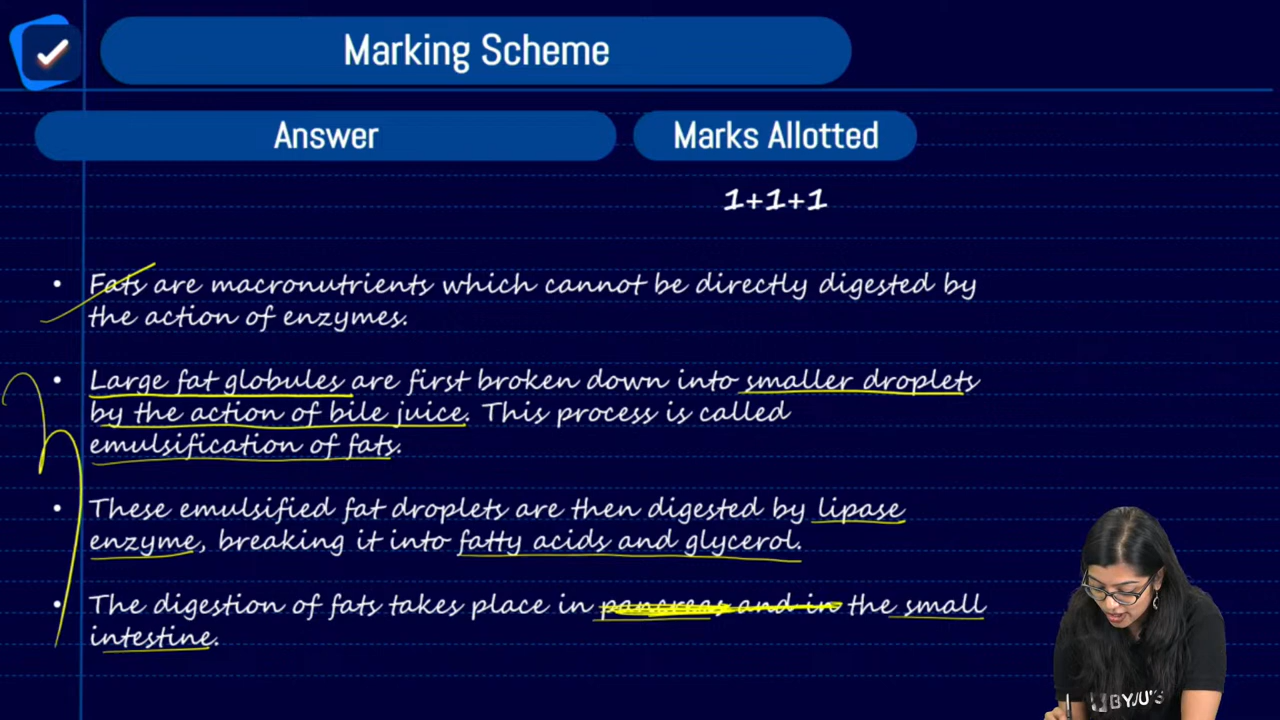 Marking Scheme
Answer
Marks Allotted
1+1+1
• Fats are macronutrients which cannot be directly digested by
the action of enzymes.
• Large fat globules are first broken down into smaller droplets
by the action of bile juice. This process is called
emulsification of fats.
• These emulsified fat droplets are then digested by lipase
enzyme, breaking it into fatty acids and glycerol.
• The digestion of fats takes place in pancreas and in the small
intestine.
BYJU'S